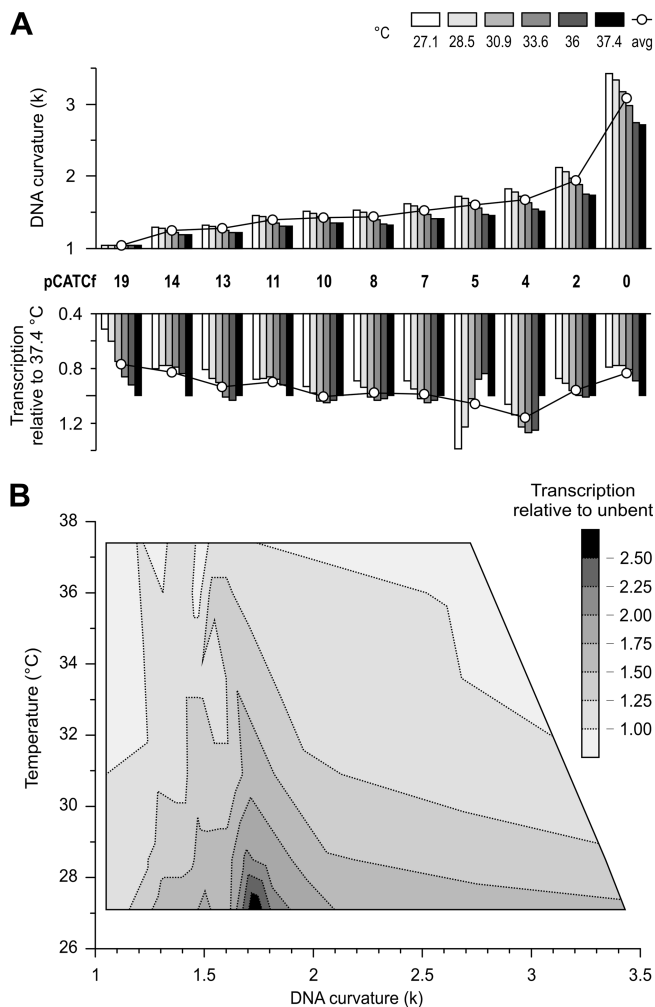 A
°C
27.1 28.5 30.9 33.6 36 37.4 avg
DNA curvature (k)
3
2
1
pCATCf 19 14 13 11 10 8 7 5 4 2 0
Transcription
relative to 37.4 °C
0.4
0.8
1.2
B
Transcription
relative to unbent
2.50
2.25
2.00
1.75
1.50
1.25
1.00
Temperature (°C)
38
36
34
32
30
28
26
1 1.5 2 2.5 3 3.5
DNA curvature (k)